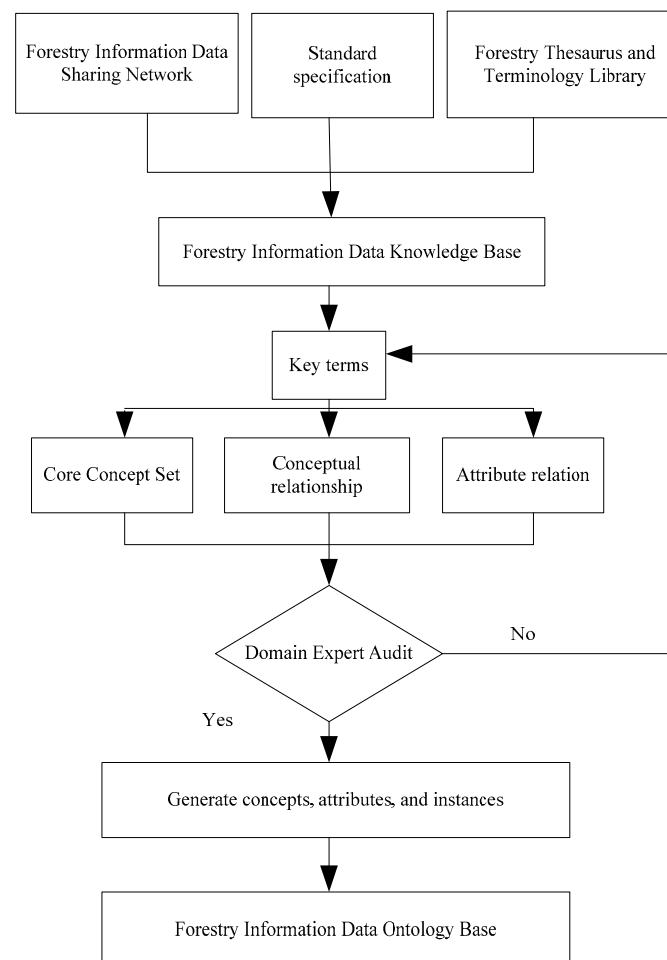 Forestry Information Data
Sharing Network
Standard
specification
Forestry Thesaurus and
Terminology Library
Forestry Information Data Knowledge Base
Key terms
Core Concept Set
Conceptual
relationship
Attribute relation
Domain Expert Audit
No
Yes
Generate concepts, attributes, and instances
Forestry Information Data Ontology Base